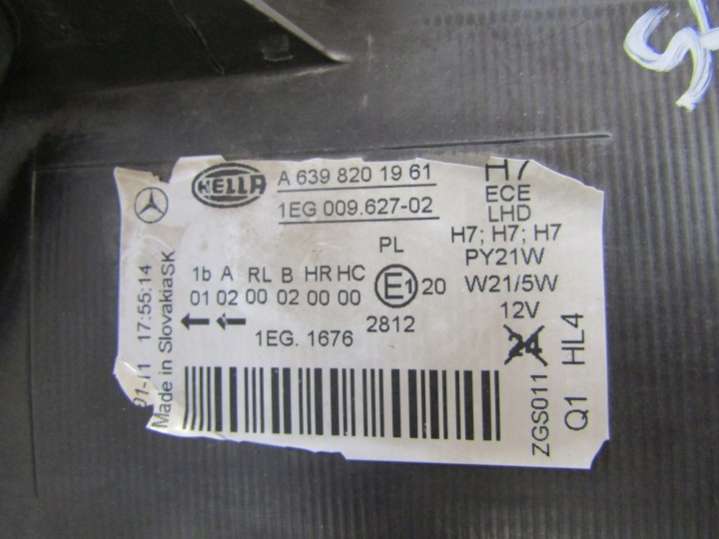 HELLA
A 639 820 19 61
1EG 009.627-02
H7
ECE
LHD
H7; H7; H7
PY21W
W21/5W
12V
24
PL
1b A RL B HR HC
01 02 00 02 00 00
E1 20
2812
1EG. 1676
17:55:14
Made in SlovakiaSK
ZGS011
Q1 HL4